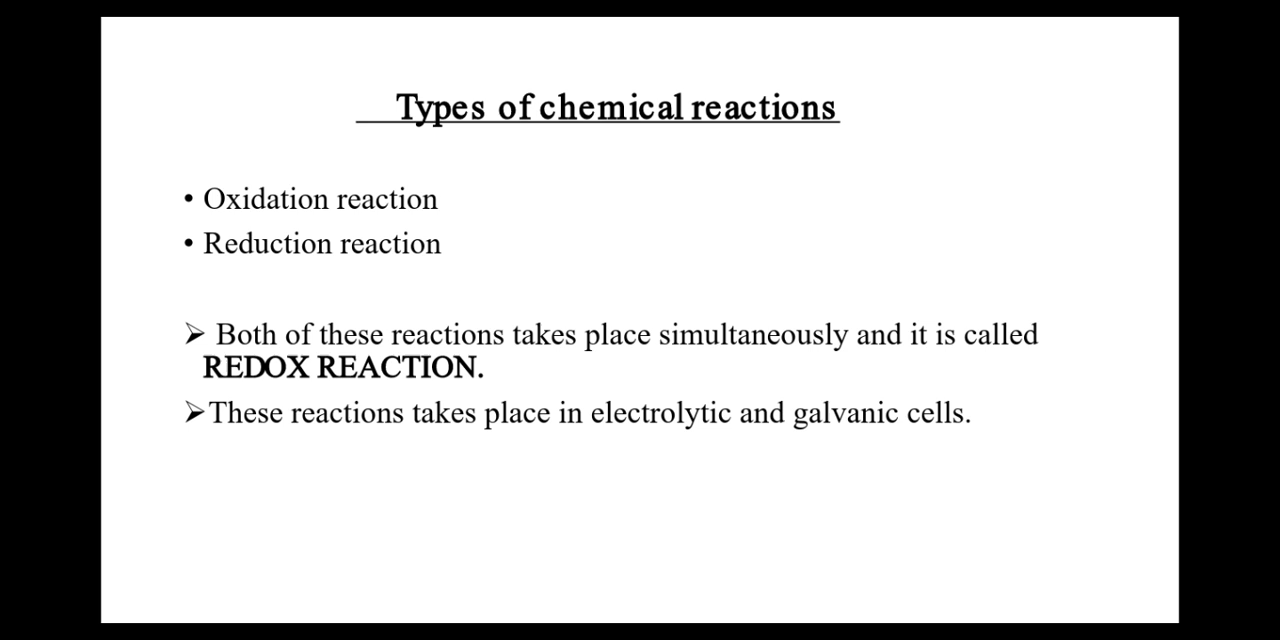 Types of chemical reactions
• Oxidation reaction
• Reduction reaction
➢ Both of these reactions takes place simultaneously and it is called
REDOX REACTION.
➢These reactions takes place in electrolytic and galvanic cells.